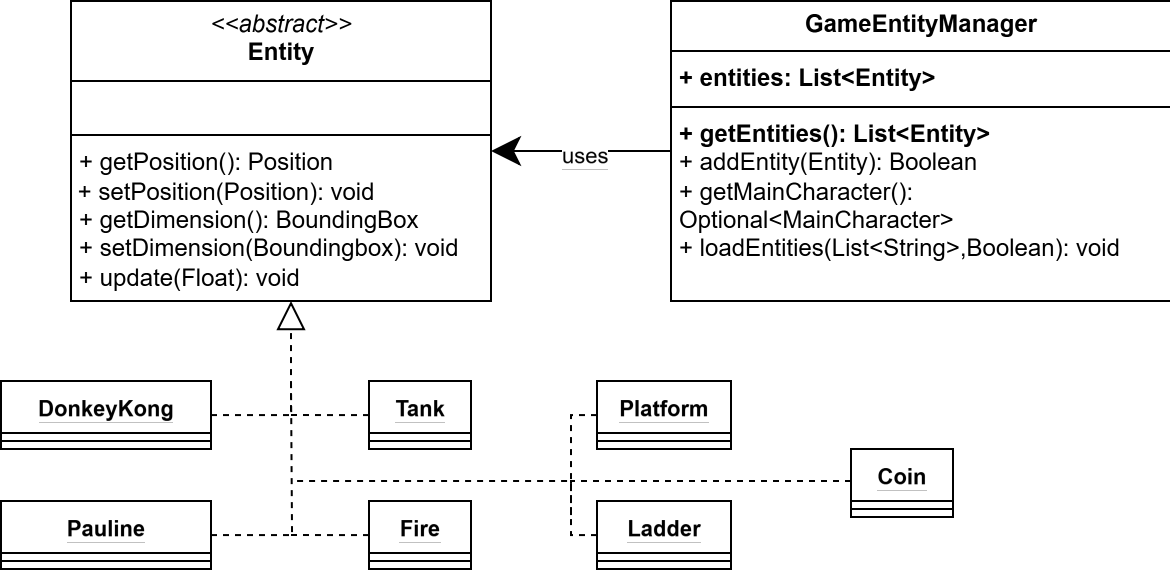 <<abstract>>
Entity
+ getPosition(): Position
+ setPosition(Position): void
+ getDimension(): BoundingBox
+ setDimension(Boundingbox): void
+ update(Float): void
uses
GameEntityManager
+ entities: List<Entity>
+ getEntities(): List<Entity>
+ addEntity(Entity): Boolean
+ getMainCharacter():
Optional<MainCharacter>
+ loadEntities(List<String>,Boolean): void
DonkeyKong
Tank
Platform
Coin
Pauline
Fire
Ladder